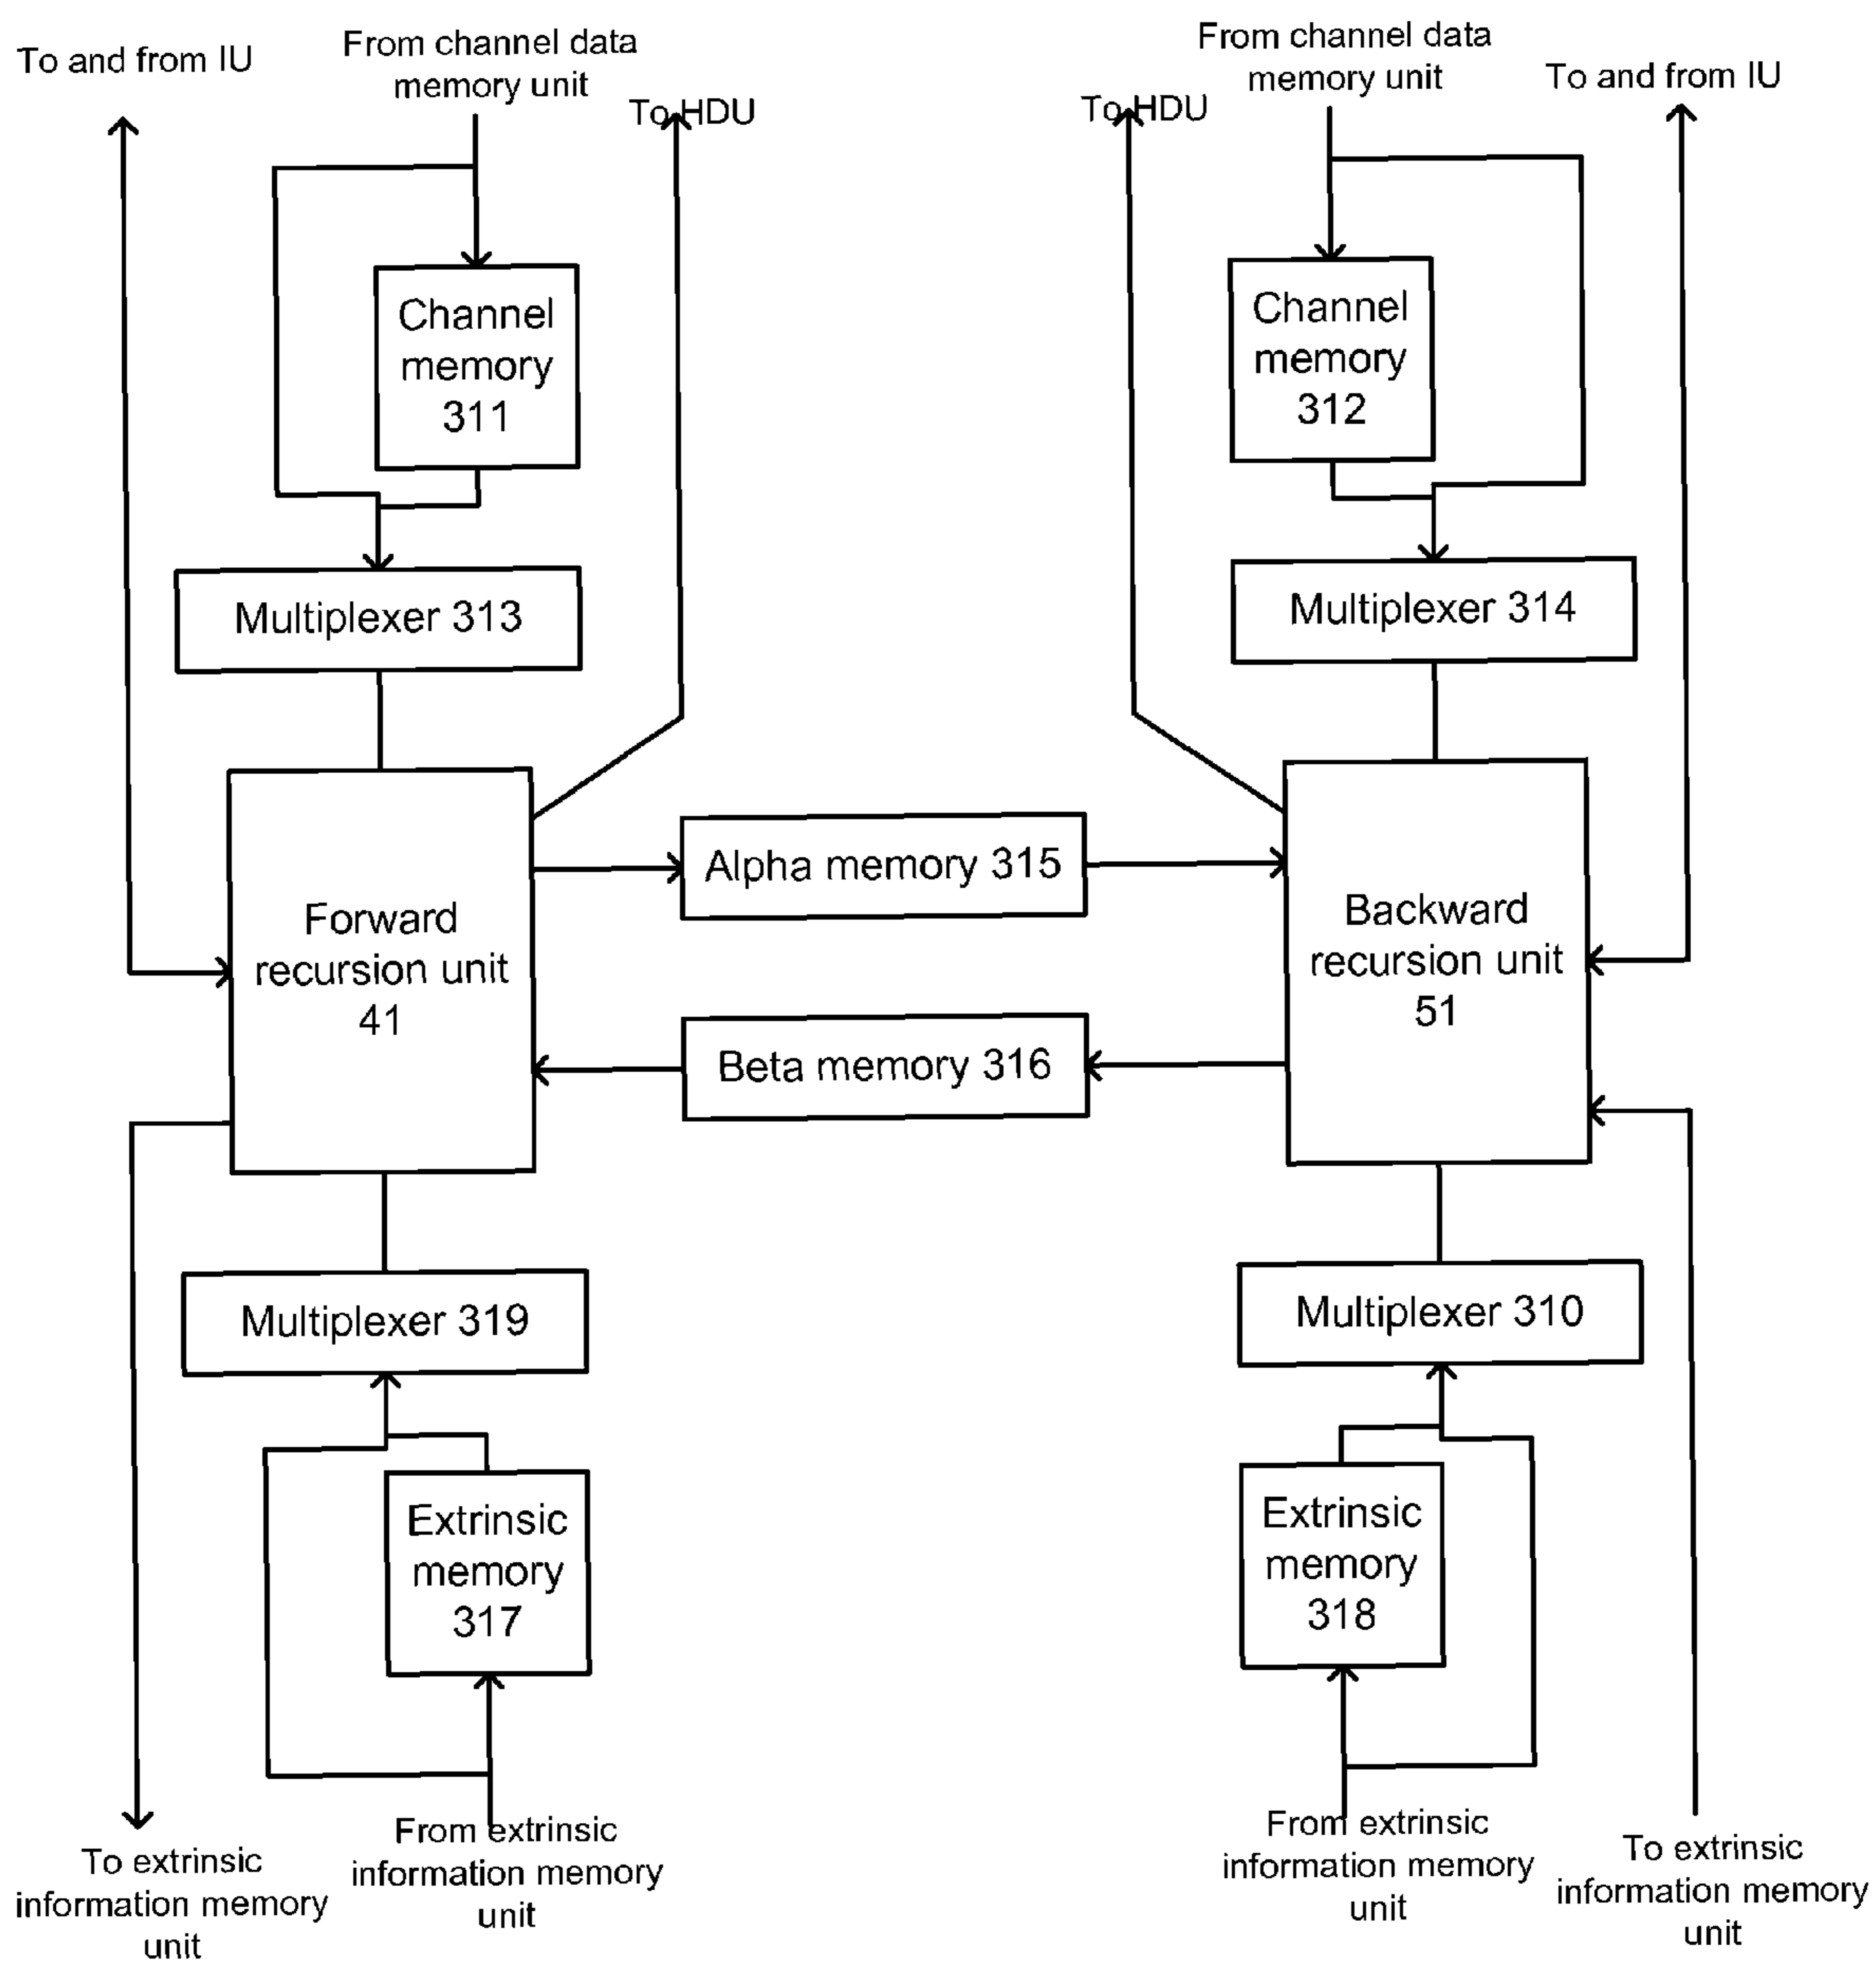 To and from IU
From channel data
memory unit
To HDU
To HDU
From channel data
memory unit
To and from IU
Channel
memory
311
Channel
memory
312
Multiplexer 313
Multiplexer 314
Forward
recursion unit
41
Alpha memory 315
Beta memory 316
Backward
recursion unit
51
Multiplexer 319
Multiplexer 310
Extrinsic
memory
317
Extrinsic
memory
318
To extrinsic
information memory
unit
From extrinsic
information memory
unit
From extrinsic
information memory
unit
To extrinsic
information memory
unit